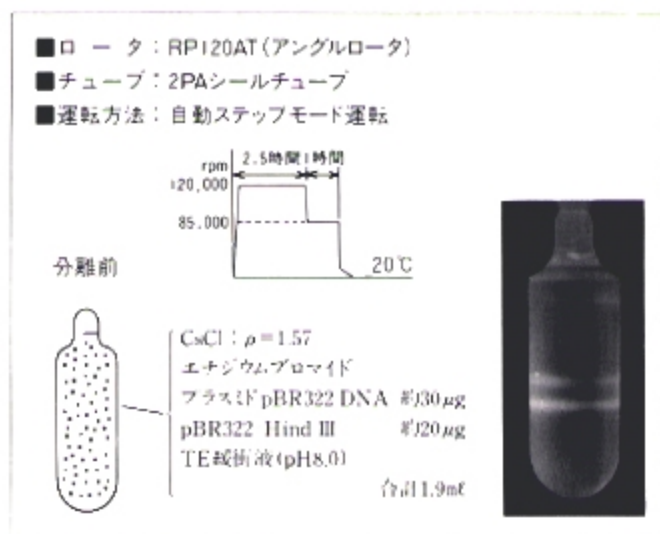 ■ロータ：RP120AT(アングルロータ)
■チューブ：2PAシールチューブ
■運転方法：自動ステップモード運転
2.5時間 1時間
rpm
120,000
85,000
20℃
分離前
CsCl：ρ=1.57
エチジウムブロマイド
プラスミドpBR322 DNA 約30μg
pBR322 Hind Ⅲ 約20μg
TE緩衝液(pH8.0)
合計1.9mℓ